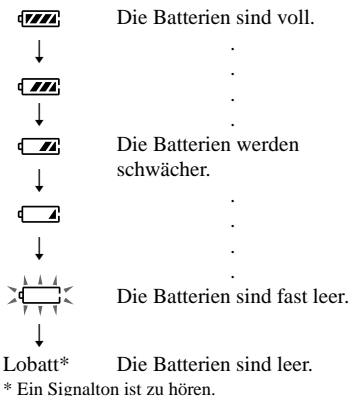 Die Batterien sind voll.
.
.
.
.
Die Batterien werden
schwächer.
.
.
.
.
Die Batterien sind fast leer.
Lobatt* Die Batterien sind leer.
* Ein Signalton ist zu hören.